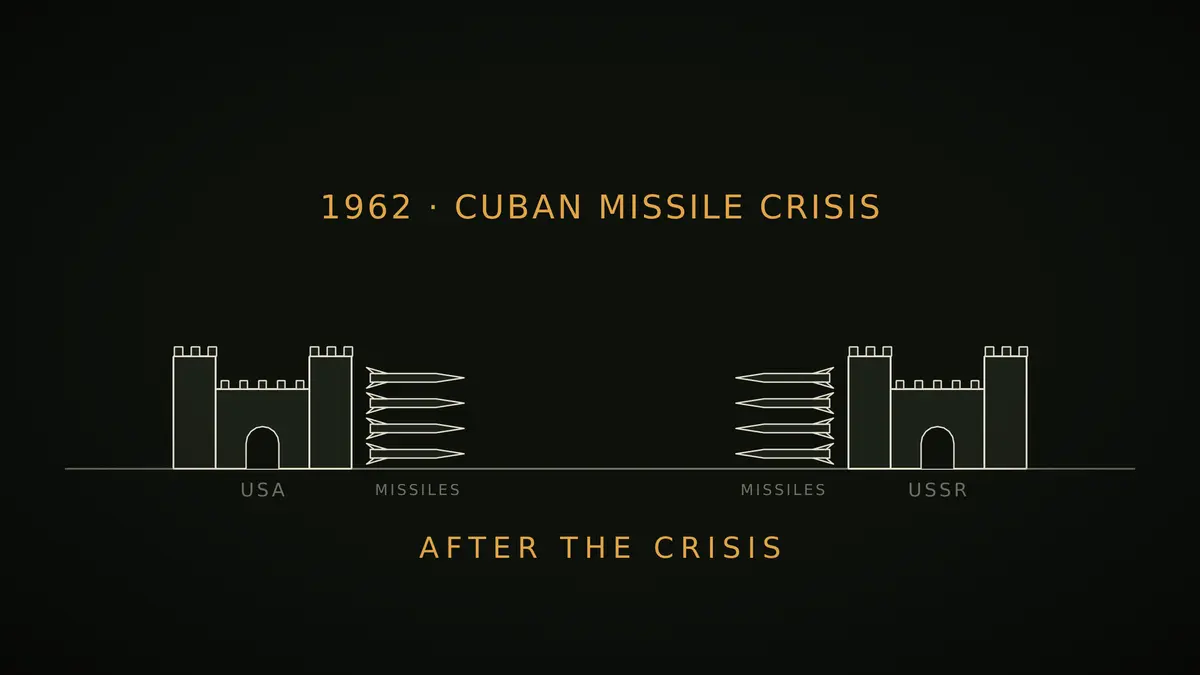 1962 · CUBAN MISSILE CRISIS
USA
MISSILES
MISSILES
USSR
AFTER THE CRISIS